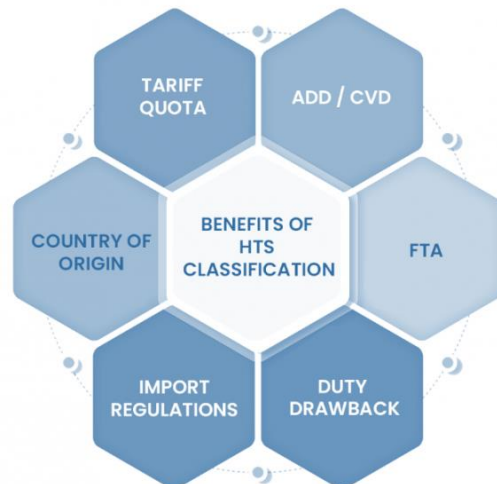 TARIFF
QUOTA
ADD / CVD
COUNTRY OF
ORIGIN
BENEFITS OF
HTS
CLASSIFICATION
FTA
IMPORT
REGULATIONS
DUTY
DRAWBACK